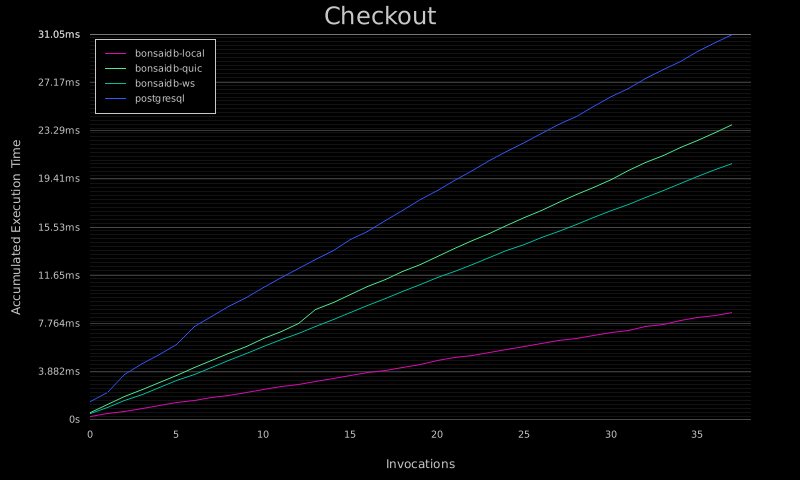 Checkout
31.05ms
27.17ms
23.29ms
19.41ms
15.53ms
11.65ms
7.764ms
3.882ms
0s
Accumulated Execution Time
bonsaidb-local
bonsaidb-quic
bonsaidb-ws
postgresql
0 5 10 15 20 25 30 35
Invocations